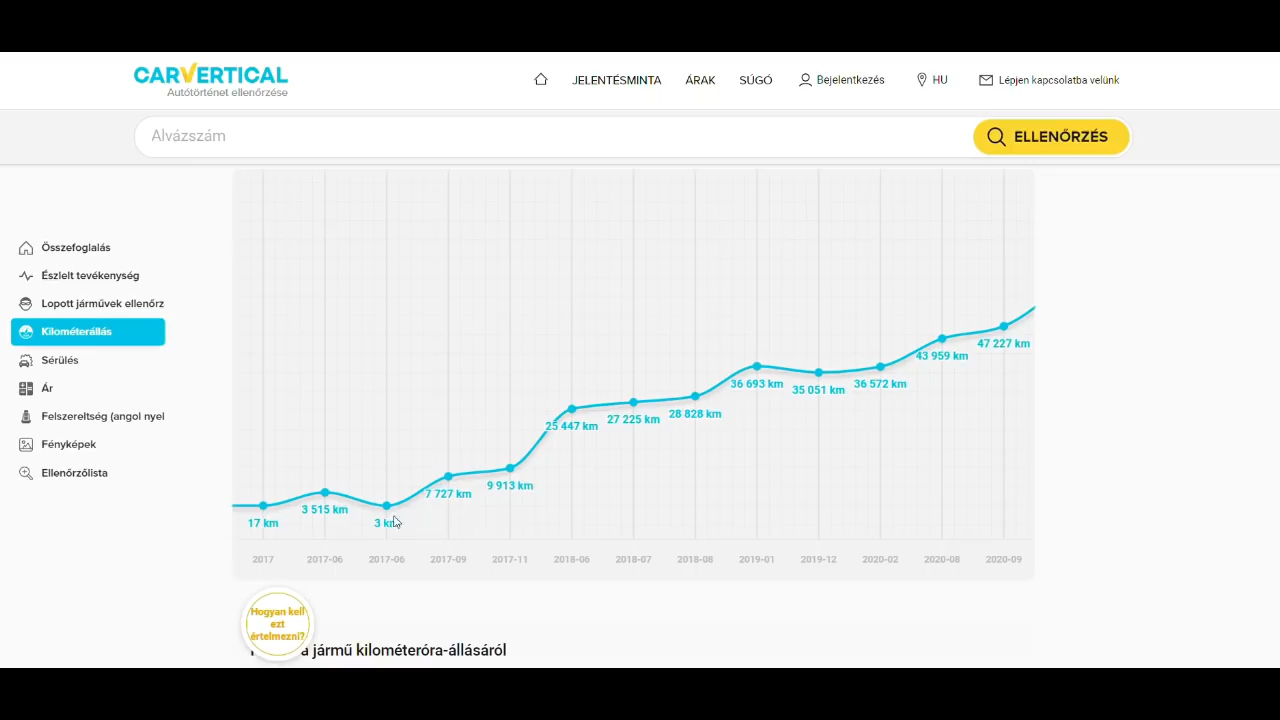 CARVERTICAL
Autótörténet ellenőrzése
JELENTÉSMINTA
ÁRAK
SÚGÓ
Bejelentkezés
HU
Lépjen kapcsolatba velünk
Alvázszám
ELLENŐRZÉS
Összefoglalás
Észlelt tevékenység
Lopott járművek ellenőrz
Kilométerállás
Sérülés
Ár
Felszereltség (angol nyel
Fényképek
Ellenőrzőlista
17 km
3 515 km
3 km
7 727 km
9 913 km
25 447 km
27 225 km
28 828 km
36 693 km
35 051 km
36 572 km
43 959 km
47 227 km
2017
2017-06
2017-06
2017-09
2017-11
2018-06
2018-07
2018-08
2019-01
2019-12
2020-02
2020-08
2020-09
Hogyan kell
ezt
értelmezni?
a jármű kilométeróra-állásáról